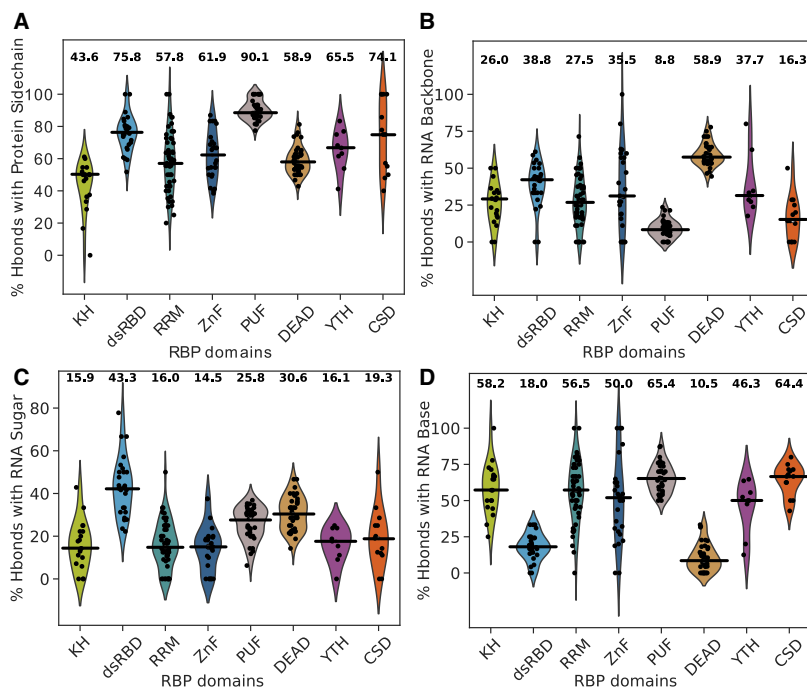 A
43.6 75.8 57.8 61.9 90.1 58.9 65.5 74.1
% Hbonds with Protein Sidechain
100
80
60
40
20
0
KH dsRBD RRM ZnF PUF DEAD YTH CSD
RBP domains
B
26.0 38.8 27.5 35.5 8.8 58.9 37.7 16.3
% Hbonds with RNA Backbone
100
75
50
25
0
KH dsRBD RRM ZnF PUF DEAD YTH CSD
RBP domains
C
15.9 43.3 16.0 14.5 25.8 30.6 16.1 19.3
% Hbonds with RNA Sugar
80
60
40
20
0
KH dsRBD RRM ZnF PUF DEAD YTH CSD
RBP domains
D
58.2 18.0 56.5 50.0 65.4 10.5 46.3 64.4
% Hbonds with RNA Base
100
75
50
25
0
KH dsRBD RRM ZnF PUF DEAD YTH CSD
RBP domains